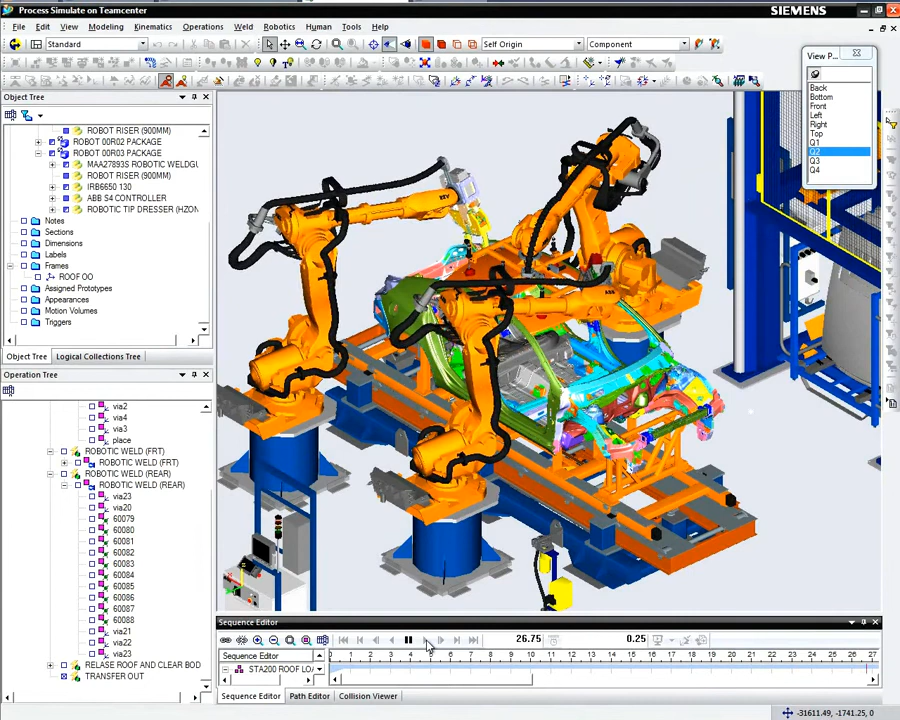 Process Simulate on Teamcenter
SIEMENS
File Edit View Modeling Kinematics Operations Weld Robotics Human Tools Help
Standard
Self Origin
Component
Object Tree
ROBOT RISER (900MM)
ROBOT 00R02 PACKAGE
ROBOT 00R03 PACKAGE
MAA27893S ROBOTIC WELDGU
ROBOT RISER (900MM)
IRB6650 130
ABB S4 CONTROLLER
ROBOTIC TIP DRESSER (HZON
Notes
Sections
Dimensions
Labels
Frames
ROOF OO
Assigned Prototypes
Appearances
Motion Volumes
Triggers
Object Tree Logical Collections Tree
Operation Tree
via2
via4
via3
place
ROBOTIC WELD (FRT)
ROBOTIC WELD (FRT)
ROBOTIC WELD (REAR)
ROBOTIC WELD (REAR)
via23
via20
60079
60080
60081
60082
60083
60084
60085
60086
60087
60088
via21
via22
via23
RELASE ROOF AND CLEAR BOD
TRANSFER OUT
View P...
Back
Bottom
Front
Left
Right
Top
Q1
Q2
Q3
Q4
ABB
Sequence Editor
26.75
0.25
Sequence Editor
0 1 2 3 4 5 6 7 8 9 10 11 12 13 14 15 16 17 18 19 20 21 22 23 24 25 26 27
STA200 ROOF LO
Sequence Editor Path Editor Collision Viewer
-31611.49, -1741.25, 0